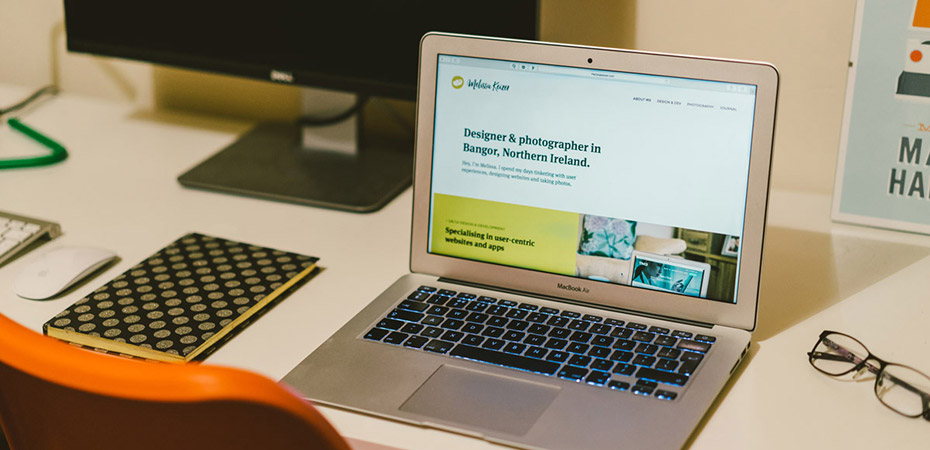 DELL
Melissa Keizer
ABOUT ME DESIGN & DEV PHOTOGRAPHY JOURNAL
Designer & photographer in
Bangor, Northern Ireland.
Hey, I'm Melissa. I spend my days tinkering with user
experiences, designing websites and taking photos.
Specialising in user-centric
websites and apps
MacBook Air
MA
HA